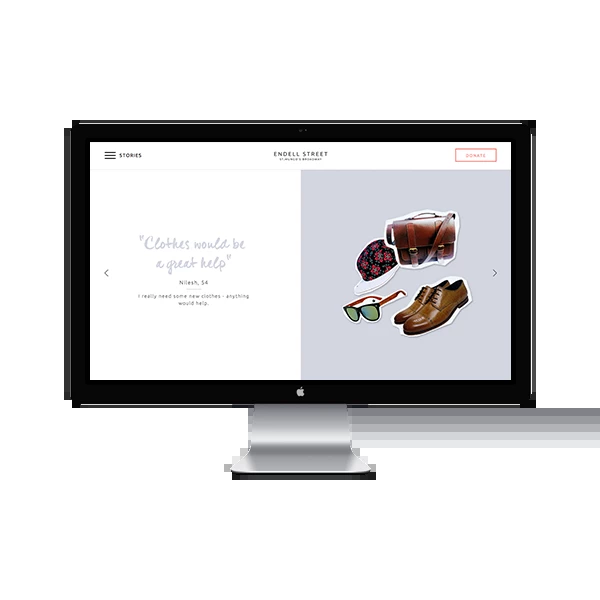 STORIES
ENDELL STREET
ST MUNGO'S BROADWAY
DONATE
"Clothes would be
a great help"
Nilesh, 54
I really need some new clothes - anything
would help.